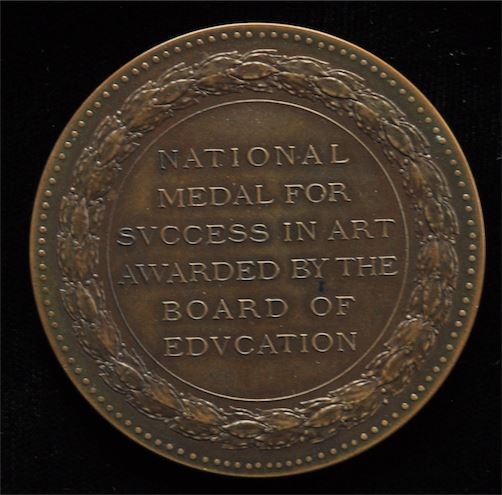 NATIONAL
MEDAL FOR
SVCCESS IN ART
AWARDED BY THE
BOARD OF
EDVCATION